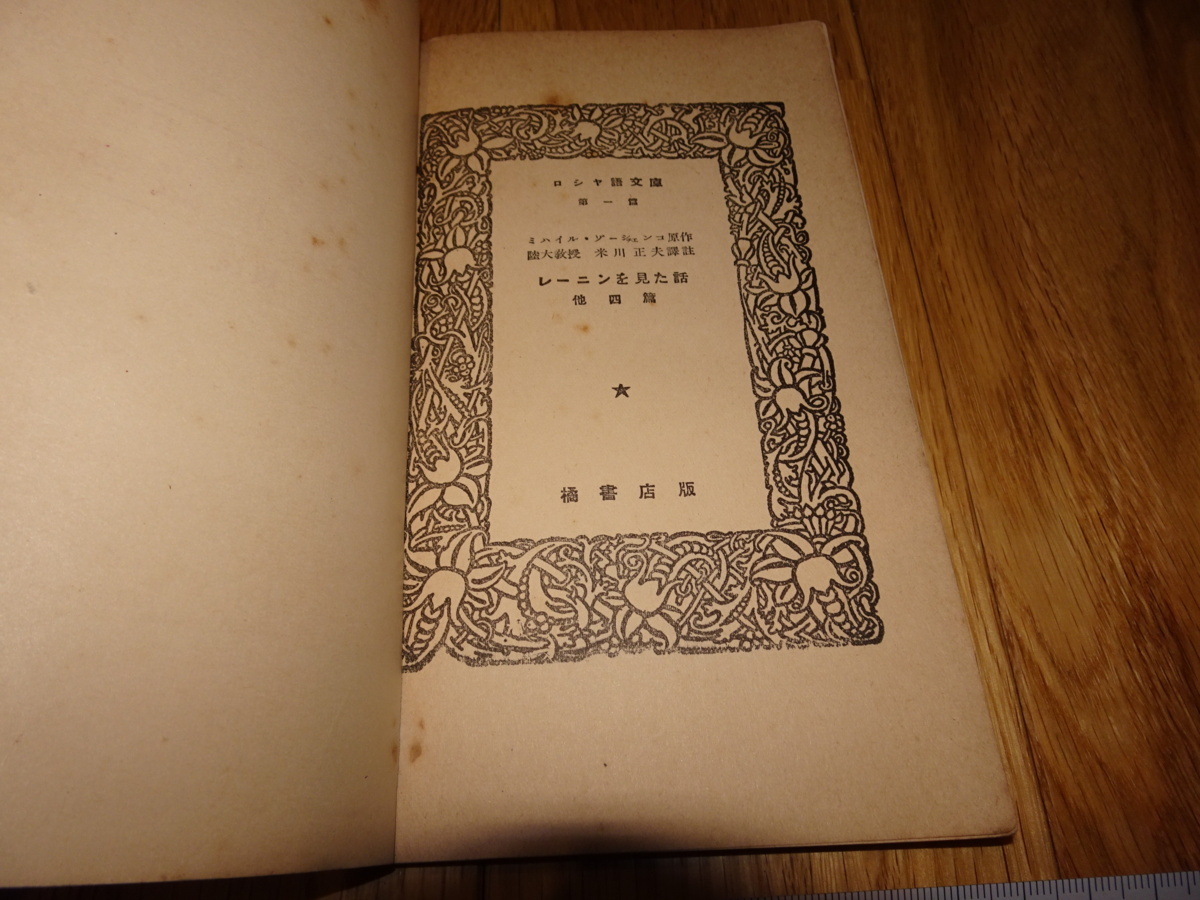 ロシヤ語文庫
第一篇
ミハイル・ゾーシェンコ原作
陸大教授 米川正夫譯註
レーニンを見た話
他四篇
橘書店版